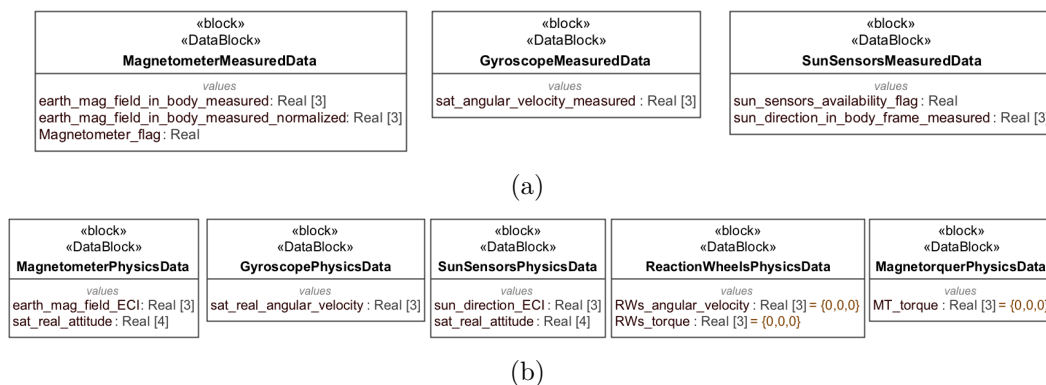 «block»
«DataBlock»
MagnetometerMeasuredData
values
earth_mag_field_in_body_measured: Real [3]
earth_mag_field_in_body_measured_normalized: Real [3]
Magnetometer_flag: Real
«block»
«DataBlock»
GyroscopeMeasuredData
values
sat_angular_velocity_measured : Real [3]
«block»
«DataBlock»
SunSensorsMeasuredData
values
sun_sensors_availability_flag : Real
sun_direction_in_body_frame_measured : Real [3]
(a)
«block»
«DataBlock»
MagnetometerPhysicsData
values
earth_mag_field_ECI: Real [3]
sat_real_attitude : Real [4]
«block»
«DataBlock»
GyroscopePhysicsData
values
sat_real_angular_velocity : Real [3]
«block»
«DataBlock»
SunSensorsPhysicsData
values
sun_direction_ECI : Real [3]
sat_real_attitude : Real [4]
«block»
«DataBlock»
ReactionWheelsPhysicsData
values
RWs_angular_velocity : Real [3] = {0,0,0}
RWs_torque : Real [3] = {0,0,0}
«block»
«DataBlock»
MagnetorquerPhysicsData
values
MT_torque : Real [3] = {0,0,0}
(b)